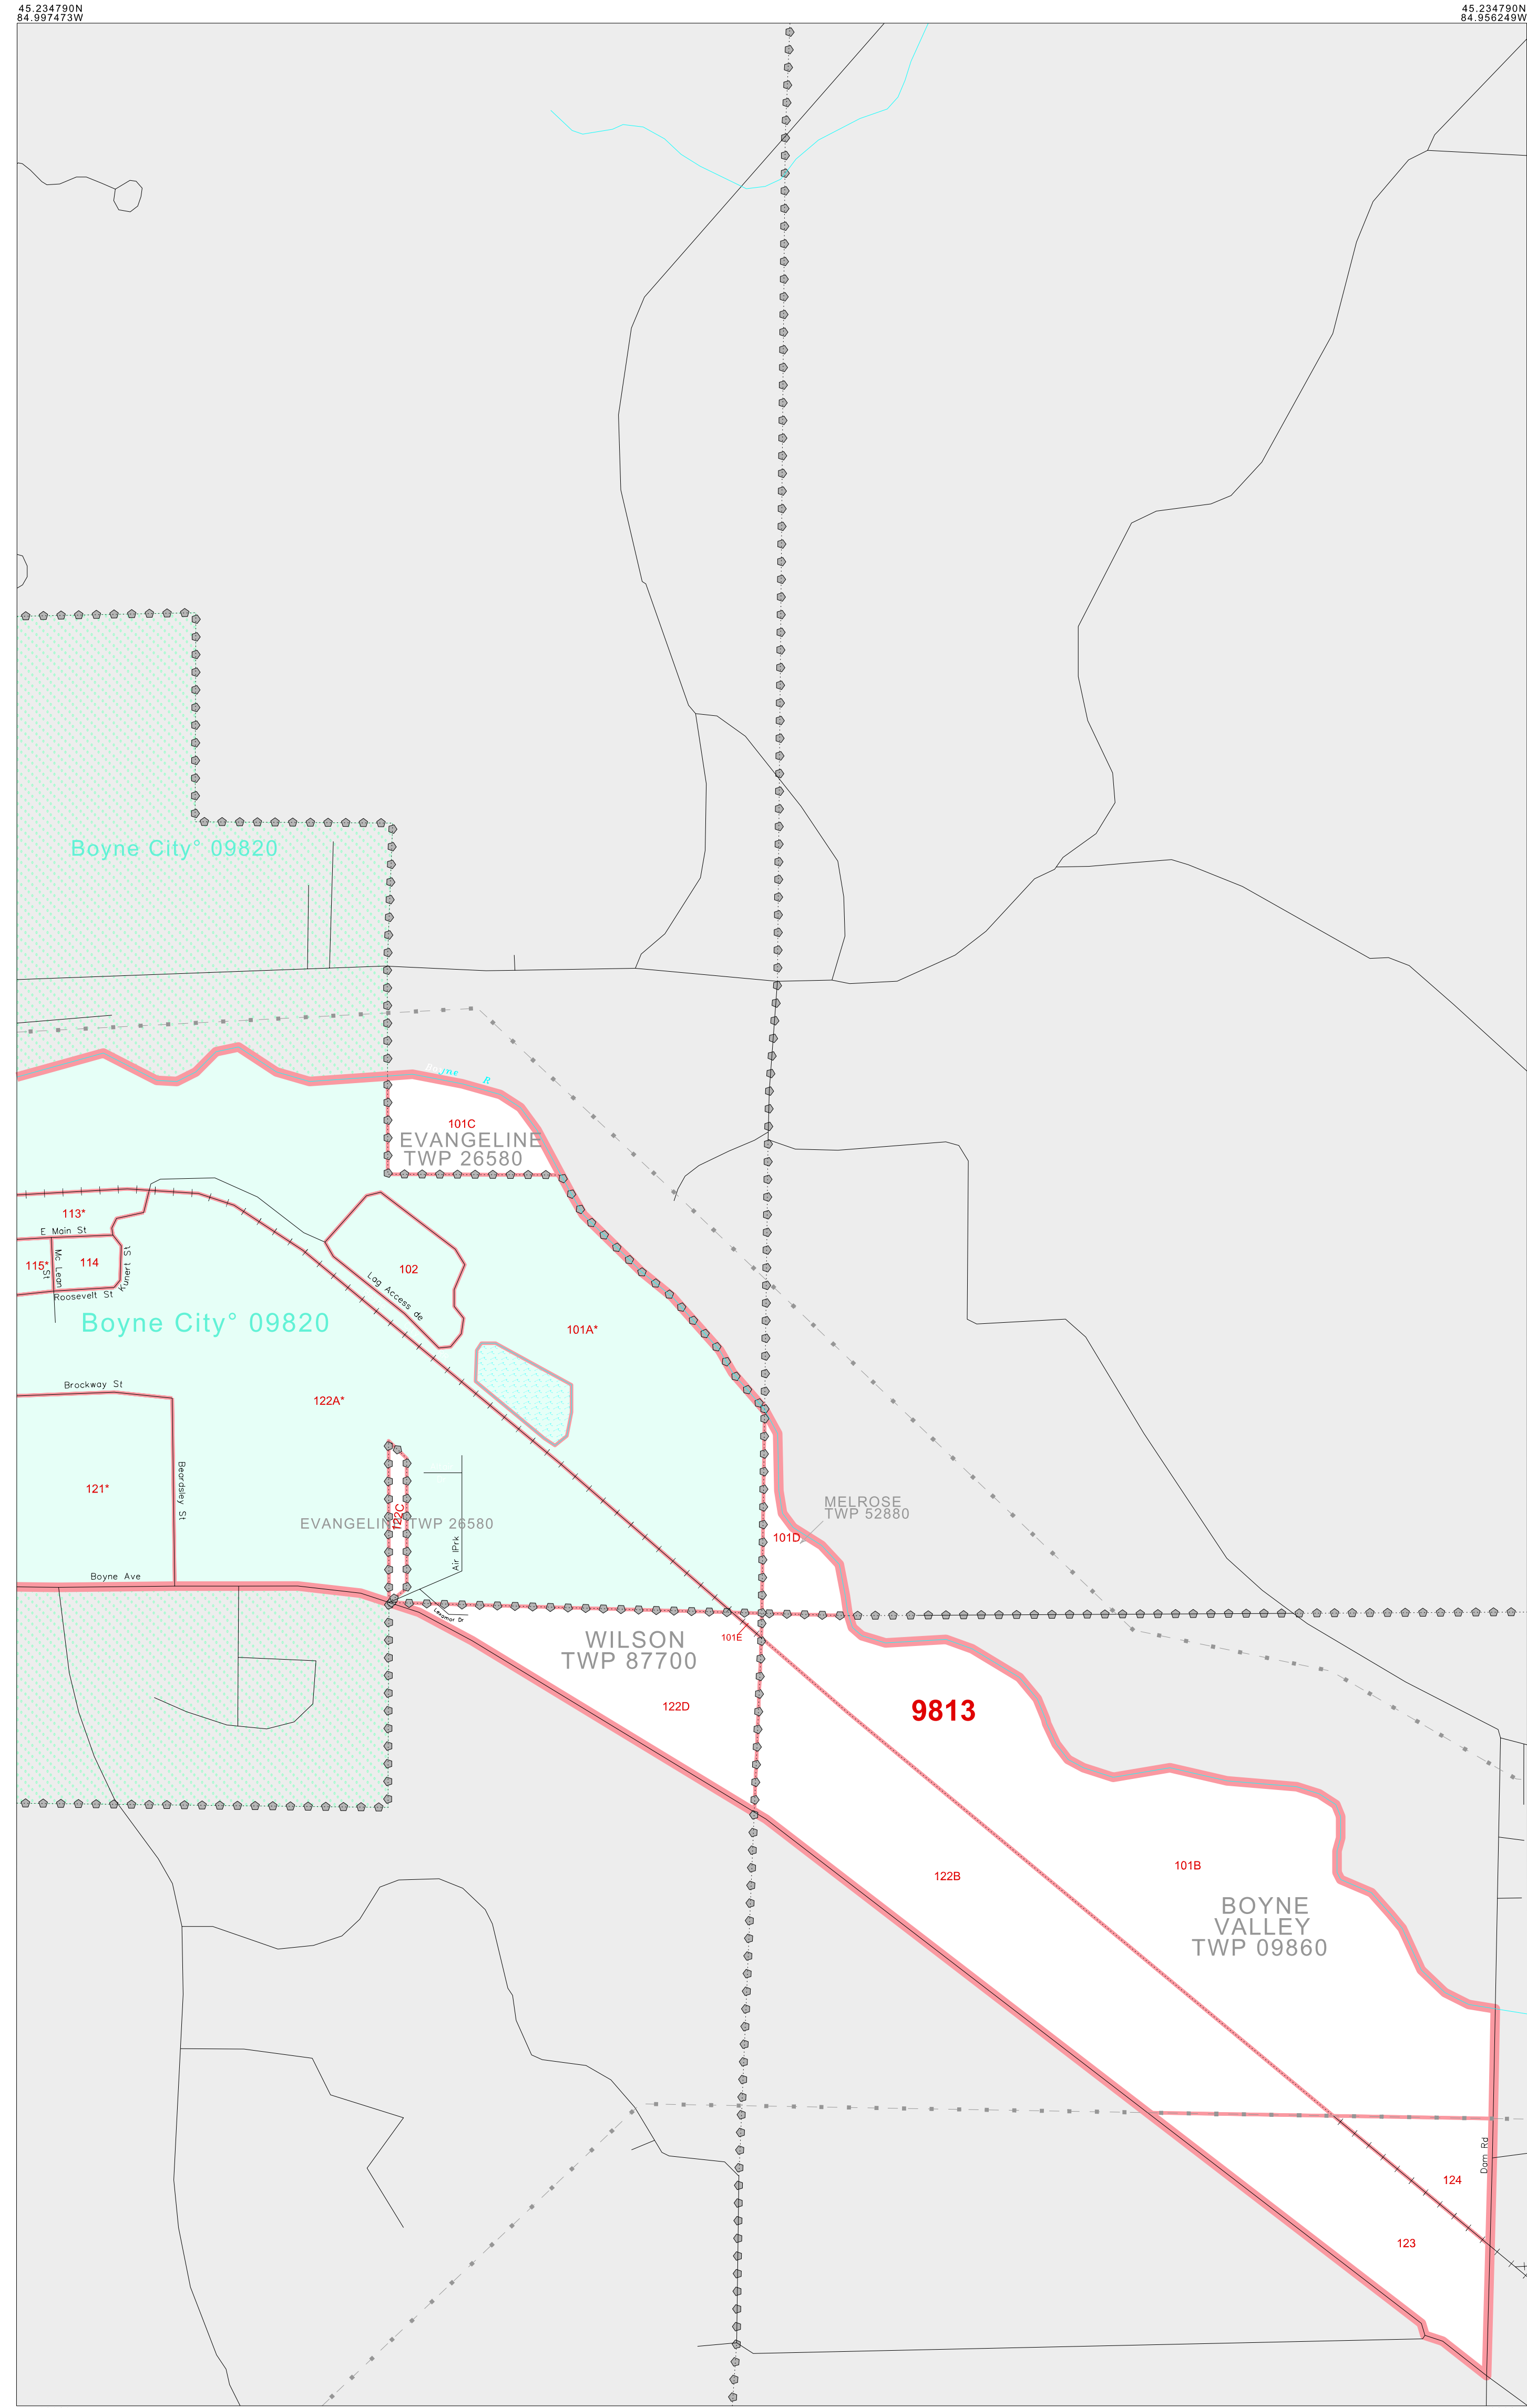 45.234790N
84.997473W
45.234790N
84.956249W
Boyne City° 09820
R
101C
EVANGELINE
TWP 26580
113*
E Main St
115*
Mc Lean
St
114
Kunert St
Roosevelt St
102
Lag Access de
Boyne City° 09820
101A*
Brockway St
122A*
121*
Beardsley St
122C
EVANGELINE TWP 26580
Air IPrk
MELROSE
TWP 52880
101D
Boyne Ave
101E
WILSON
TWP 87700
122D
9813
122B
101B
BOYNE
VALLEY
TWP 09860
Dam Rd
124
123